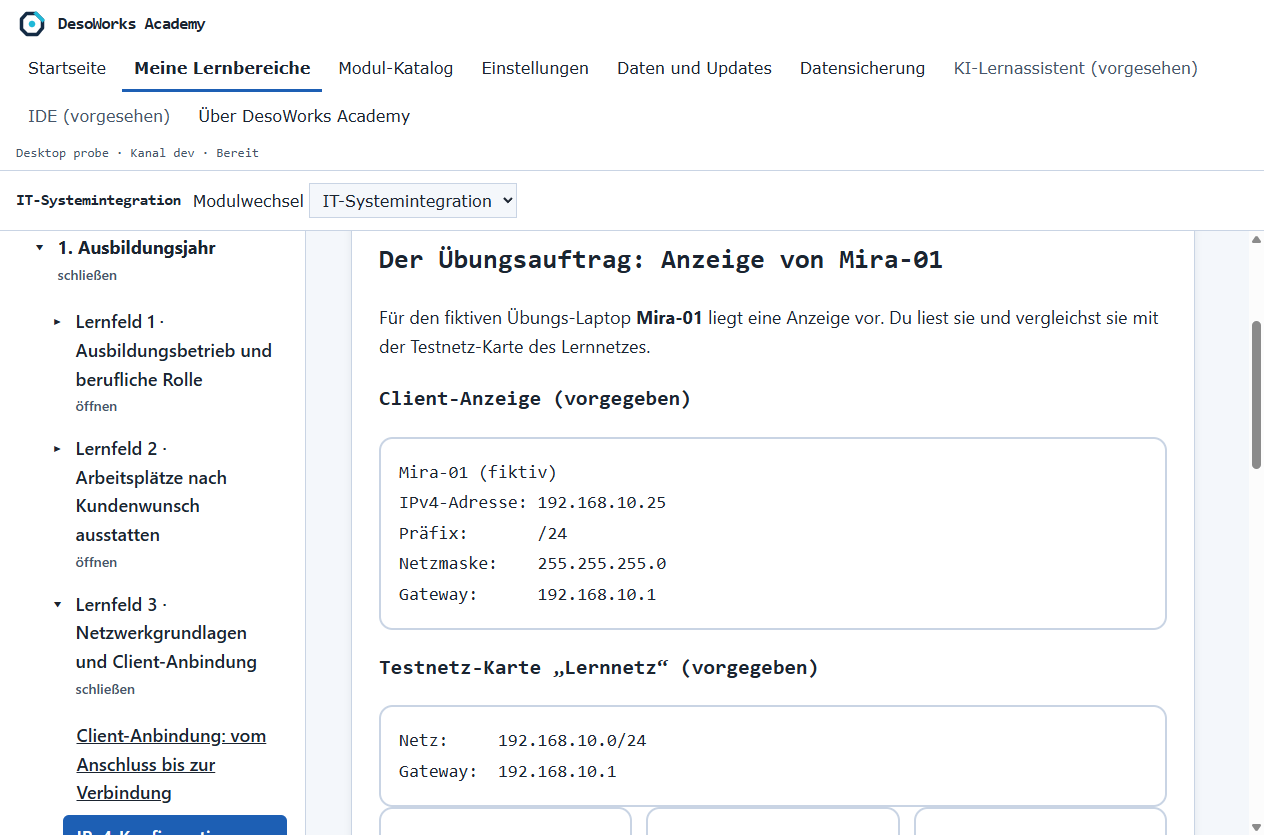 DesoWorks Academy
Startseite
Meine Lernbereiche
Modul-Katalog
Einstellungen
Daten und Updates
Datensicherung
KI-Lernassistent (vorgesehen)
IDE (vorgesehen)
Über DesoWorks Academy
Desktop probe · Kanal dev · Bereit
IT-Systemintegration Modulwechsel IT-Systemintegration
1. Ausbildungsjahr
schließen
Lernfeld 1 ·
Ausbildungsbetrieb und
berufliche Rolle
öffnen
Lernfeld 2 ·
Arbeitsplätze nach
Kundenwunsch
ausstatten
öffnen
Lernfeld 3 ·
Netzwerkgrundlagen
und Client-Anbindung
schließen
Client-Anbindung: vom
Anschluss bis zur
Verbindung
Der Übungsauftrag: Anzeige von Mira-01
Für den fiktiven Übungs-Laptop Mira-01 liegt eine Anzeige vor. Du liest sie und vergleichst sie mit
der Testnetz-Karte des Lernnetzes.
Client-Anzeige (vorgegeben)
Mira-01 (fiktiv)
IPv4-Adresse: 192.168.10.25
Präfix: /24
Netzmaske: 255.255.255.0
Gateway: 192.168.10.1
Testnetz-Karte „Lernnetz“ (vorgegeben)
Netz: 192.168.10.0/24
Gateway: 192.168.10.1